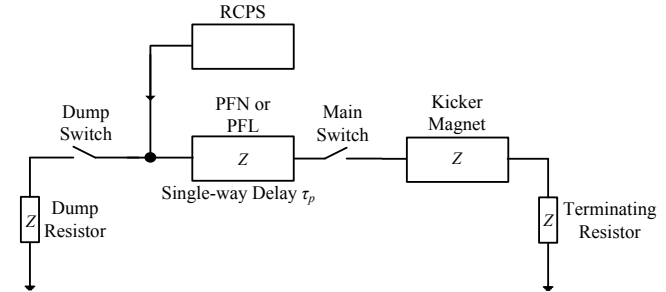 RCPS
Dump
Switch
PFN or
PFL
Main
Switch
Kicker
Magnet
Z
Z
Single-way Delay τp
Z
Dump
Resistor
Z
Terminating
Resistor